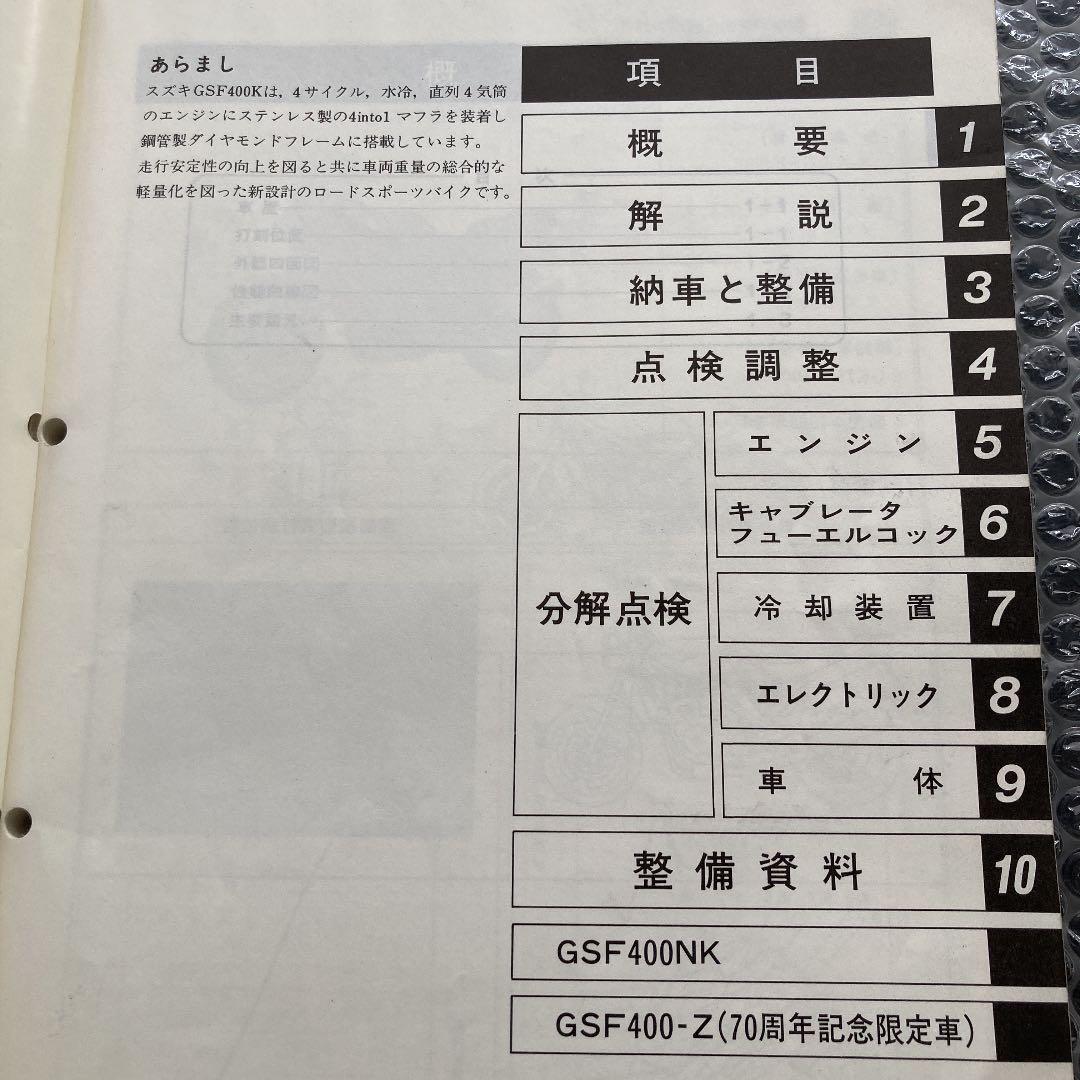 あらまし
スズキGSF400Kは，4サイクル，水冷，直列4気筒
のエンジンにステンレス製の4into1マフラを装着し
鋼管製ダイヤモンドフレームに搭載しています。
走行安定性の向上を図ると共に車両重量の総合的な
軽量化を図った新設計のロードスポーツバイクです。
項目
概要 1
解説 2
納車と整備 3
点検調整 4
分解点検
エンジン 5
キャブレータ
フューエルコック 6
冷却装置 7
エレクトリック 8
車体 9
整備資料 10
GSF400NK
GSF400-Z(70周年記念限定車)